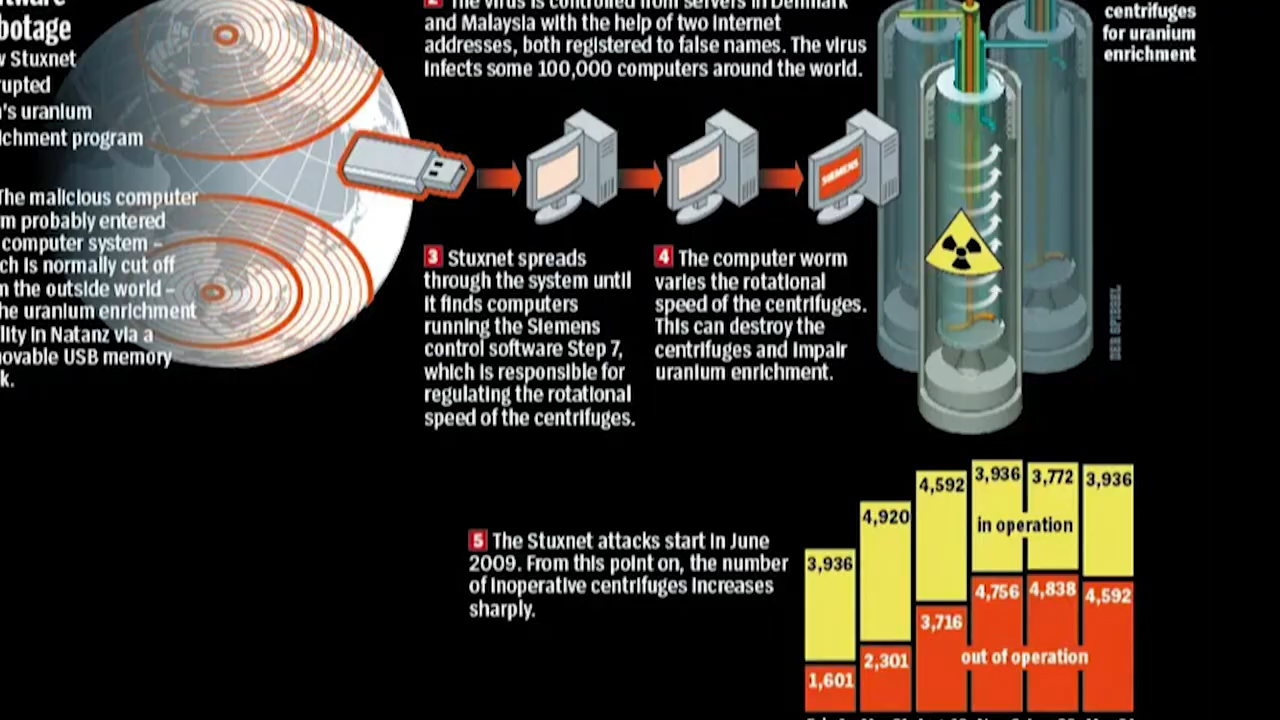 botage
Stuxnet
uranium
program
The malicious computer
probably entered
computer system –
is normally cut off
the outside world –
uranium enrichment
in Natanz via a
USB memory
2 The virus is controlled from servers in Denmark
and Malaysia with the help of two Internet
addresses, both registered to false names. The virus
infects some 100,000 computers around the world.
centrifuges
for uranium
enrichment
SIEMENS
3 Stuxnet spreads
through the system until
it finds computers
running the Siemens
control software Step 7,
which is responsible for
regulating the rotational
speed of the centrifuges.
4 The computer worm
varies the rotational
speed of the centrifuges.
This can destroy the
centrifuges and impair
uranium enrichment.
DER SPIEGEL
5 The Stuxnet attacks start in June
2009. From this point on, the number
of inoperative centrifuges increases
sharply.
3,936
4,920
4,592
3,936
3,772
3,936
in operation
1,601
2,301
3,716
4,756
4,838
4,592
out of operation